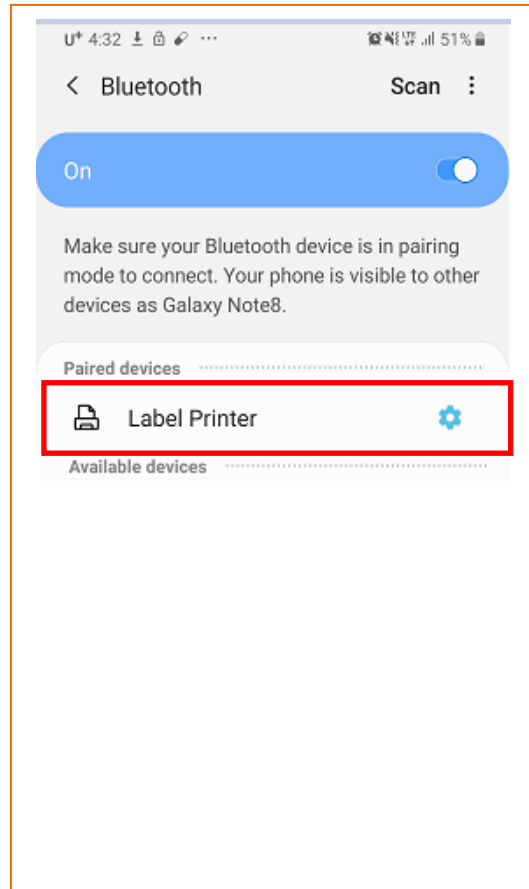 U+ 4:32 51%
Bluetooth Scan
On
Make sure your Bluetooth device is in pairing
mode to connect. Your phone is visible to other
devices as Galaxy Note8.
Paired devices
Label Printer
Available devices